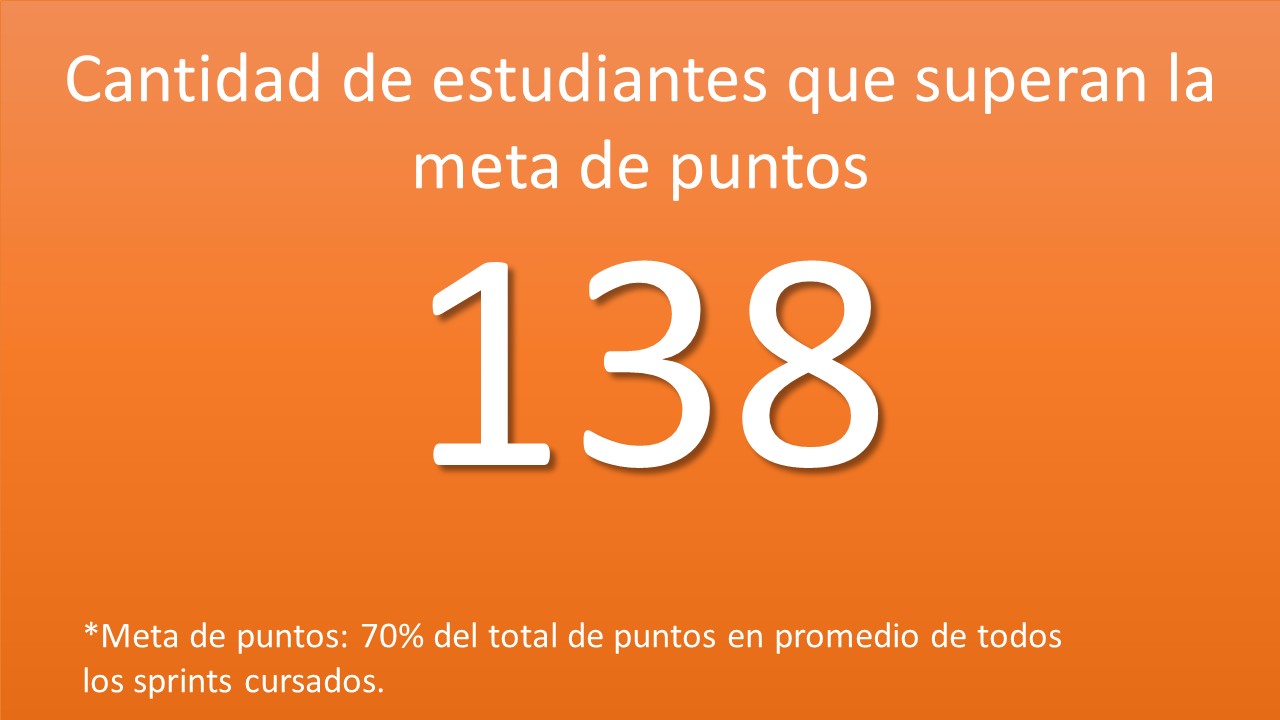 Cantidad de estudiantes que superan la
meta de puntos
138
*Meta de puntos: 70% del total de puntos en promedio de todos
los sprints cursados.